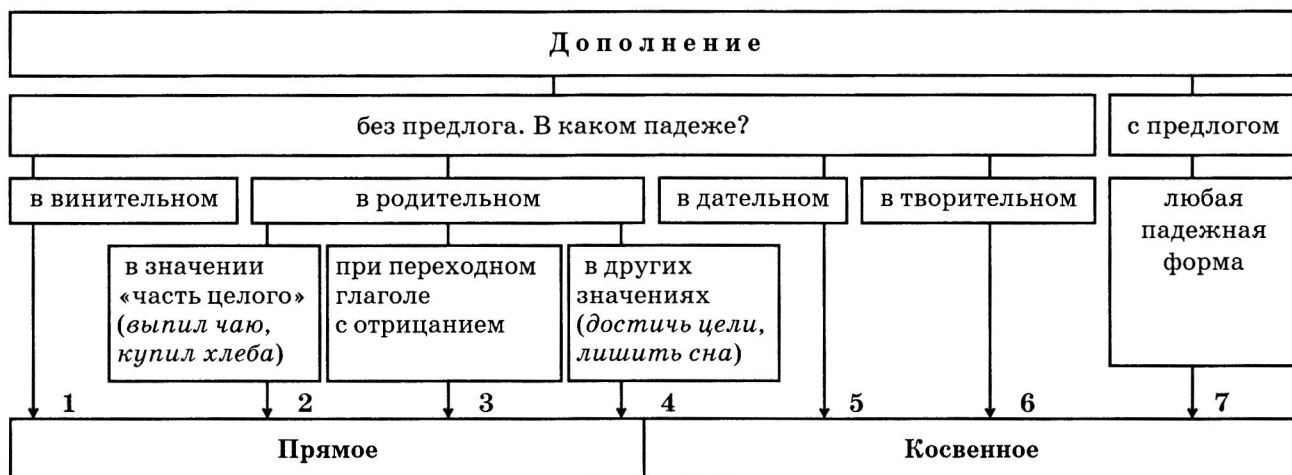 Дополнение
без предлога. В каком падеже?
с предлогом
в винительном
в родительном
в дательном
в творительном
любая
падежная
форма
в значении
«часть целого»
(выпил чаю,
купил хлеба)
при переходном
глаголе
с отрицанием
в других
значениях
(достичь цели,
лишить сна)
1 2 3 4 5 6 7
Прямое
Косвенное